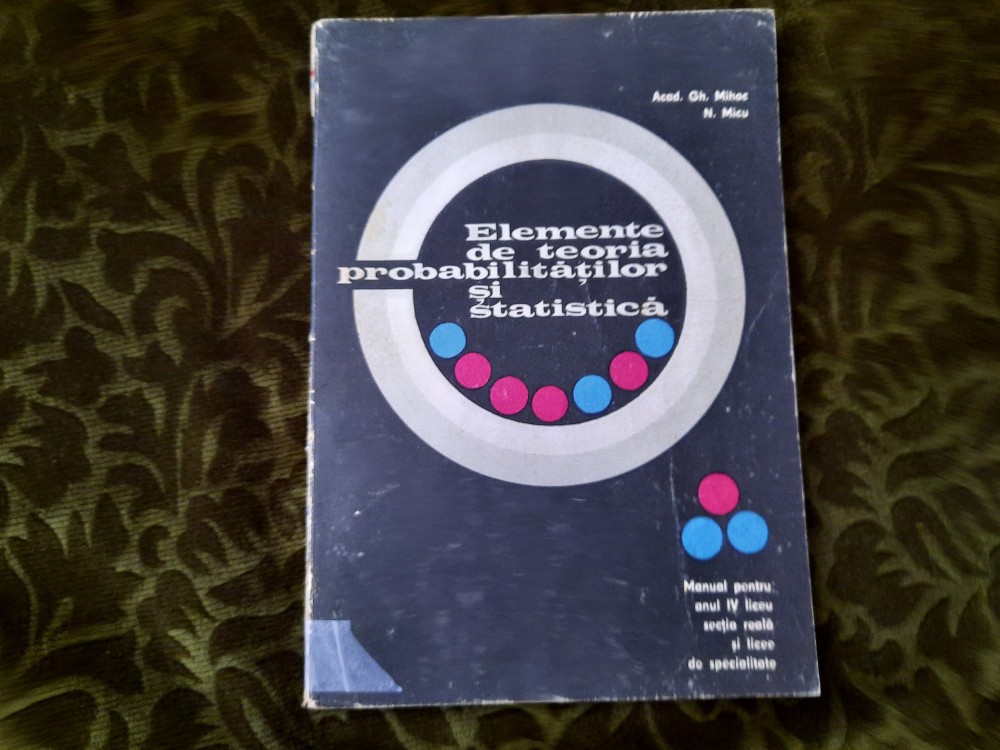 Acad. Gh. Mihoc
N. Micu
Elemente
de teoria
probabilităților
și
statistică
Manual pentru
anul IV liceu
secția reală
și licee
de specialitate